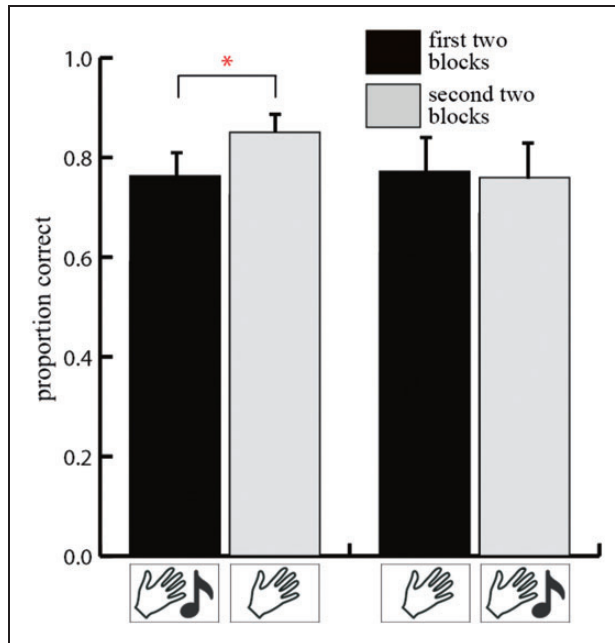 1.0
0.8
0.6
0.4
0.2
0.0
proportion correct
*
first two
blocks
second two
blocks